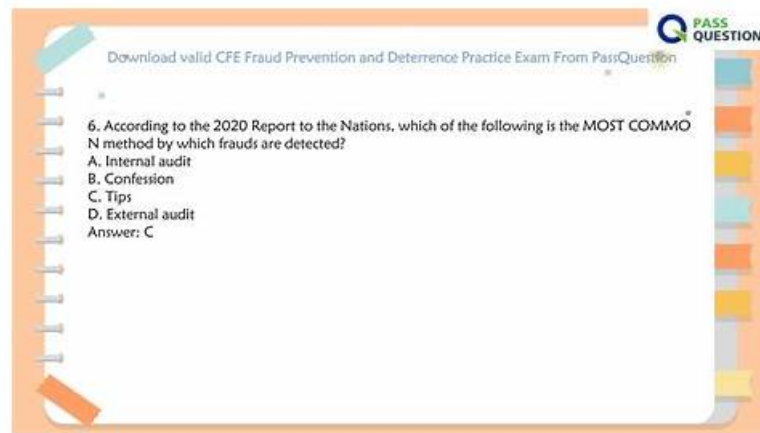 PASS
QUESTION
Download valid CFE Fraud Prevention and Deterrence Practice Exam From PassQuestion
6. According to the 2020 Report to the Nations, which of the following is the MOST COMMO
N method by which frauds are detected?
A. Internal audit
B. Confession
C. Tips
D. External audit
Answer: C